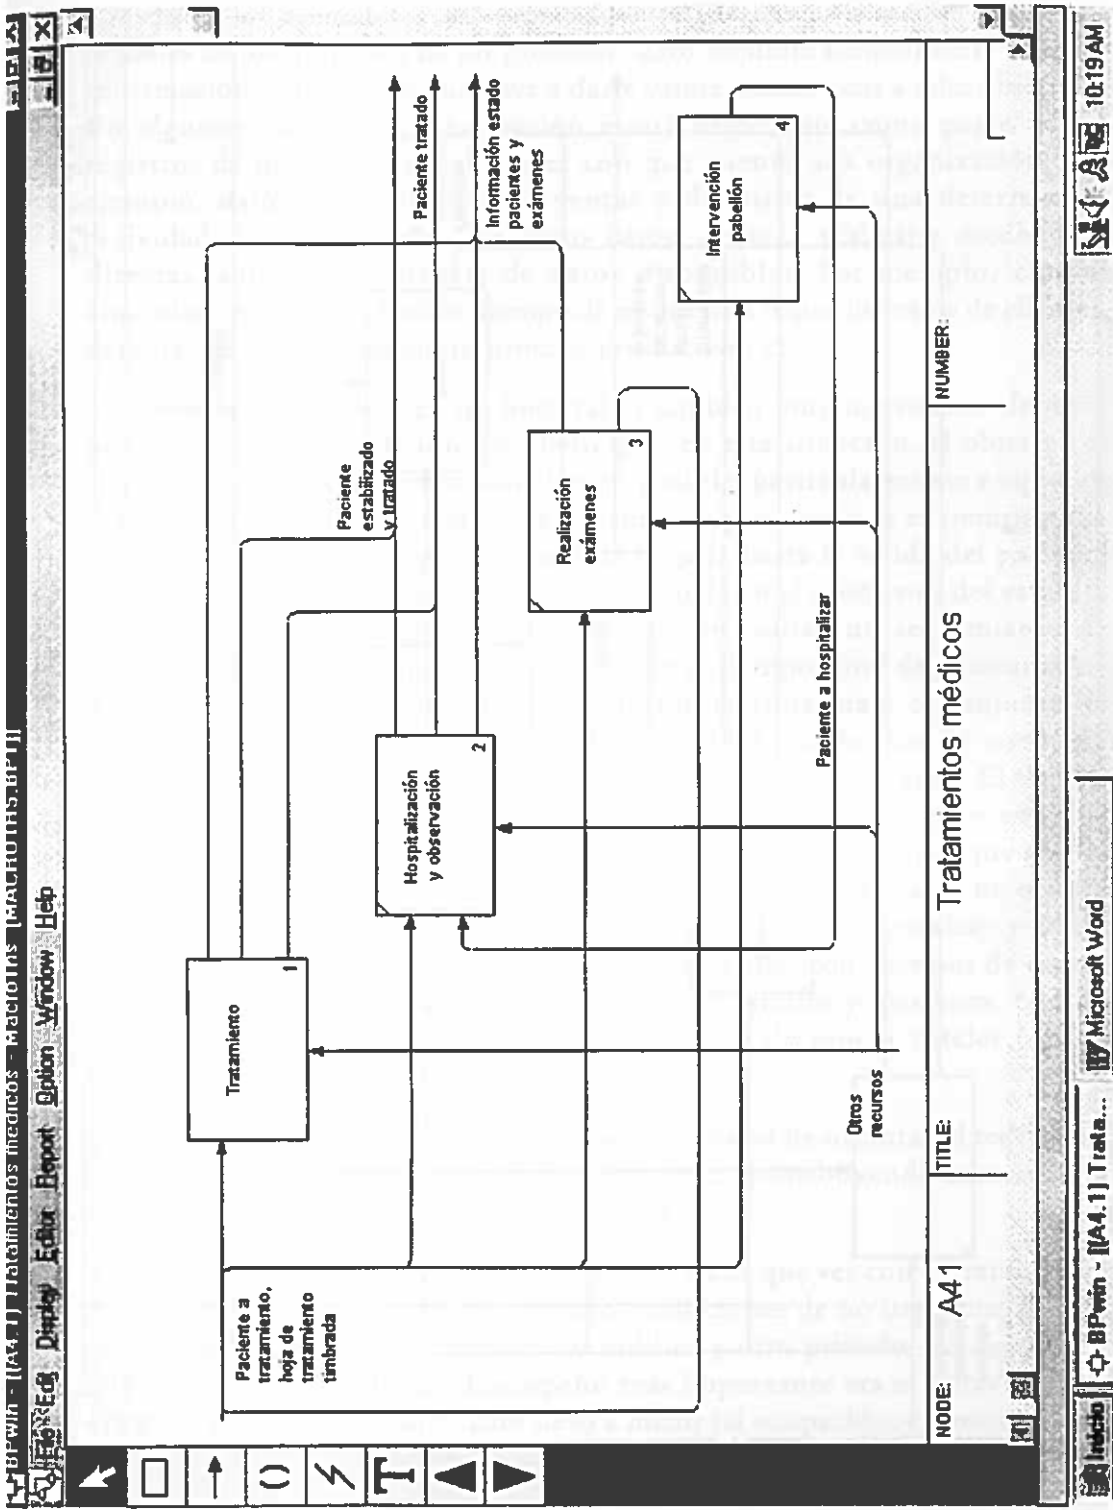 BPwin - [(A4.1) Tratamientos médicos
File Edit Display Editor Report Option Window Help
Paciente a
tratamiento,
hoja de
tratamiento
timbrada
Tratamiento
1
Hospitalización
y observación
2
Realización
exámenes
3
Intervención
pabellón
4
Paciente
estabilizado
y tratado
Paciente tratado
Información estado
pacientes y
exámenes
Paciente a hospitalizar
Otros
recursos
NODE:
A4.1
TITLE:
Tratamientos médicos
NUMBER:
Inicio
BPwin - [(A4.1) Trata...
Microsoft Word
10:19 AM